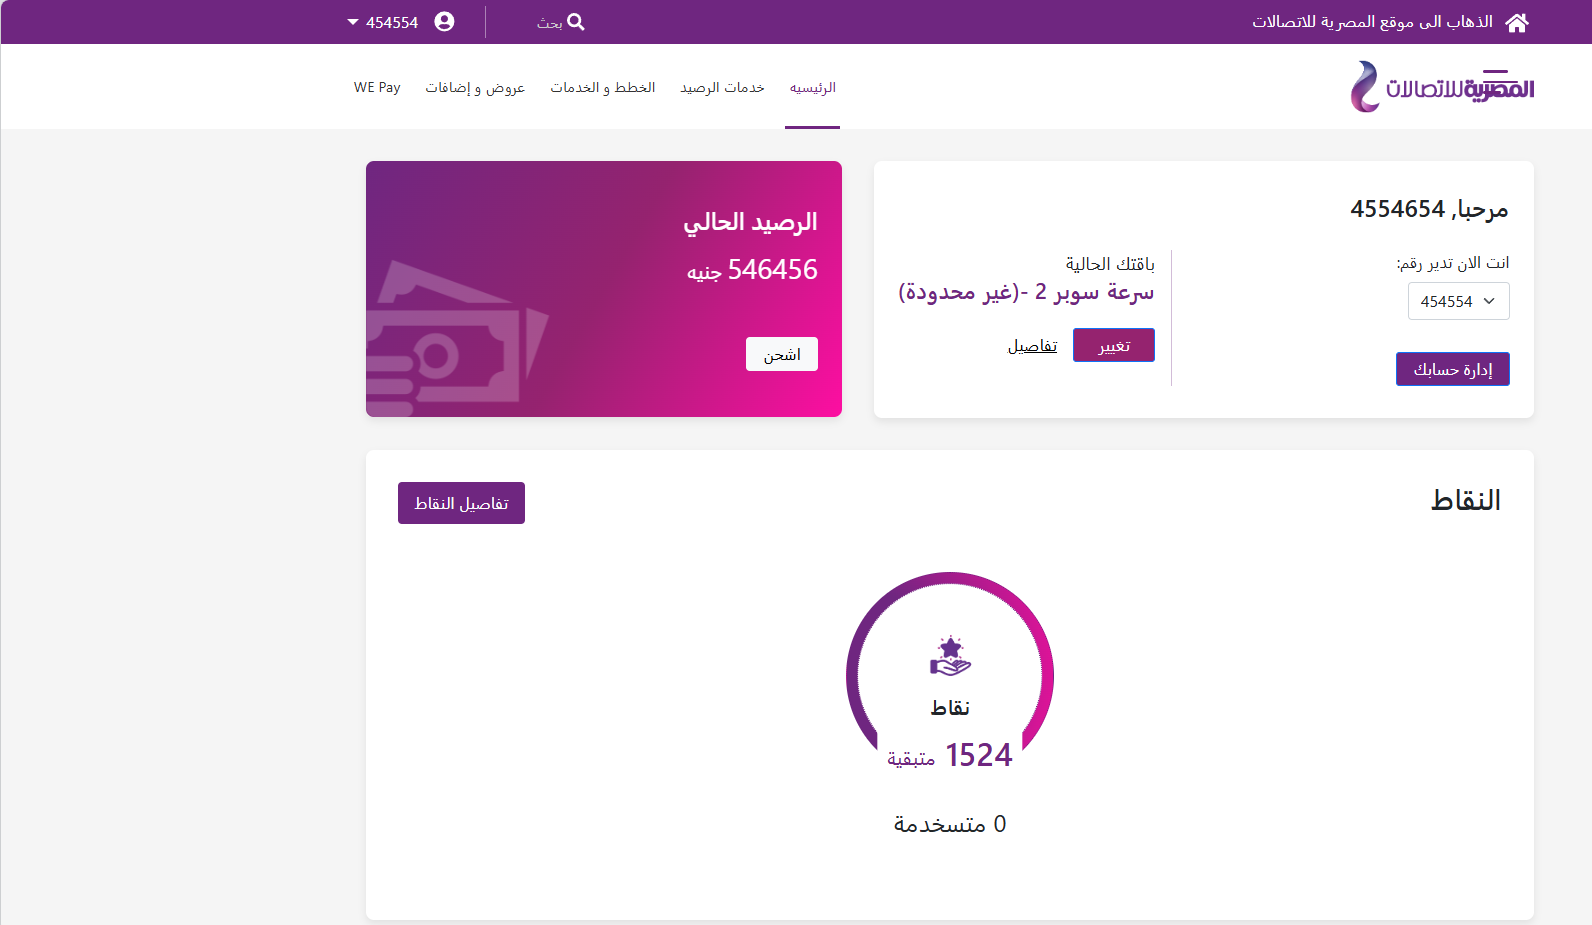 الذهاب الى موقع المصرية للاتصالات
بحث
454554
المصرية للاتصالات
الرئيسيه
خدمات الرصيد
الخطط و الخدمات
عروض و إضافات
WE Pay
مرحبا, 4554654
انت الان تدير رقم:
454554
إدارة حسابك
باقتك الحالية
سرعة سوبر 2 -(غير محدودة)
تغيير
تفاصيل
الرصيد الحالي
546456 جنيه
اشحن
النقاط
تفاصيل النقاط
نقاط
1524 متبقية
0 متسخدمة